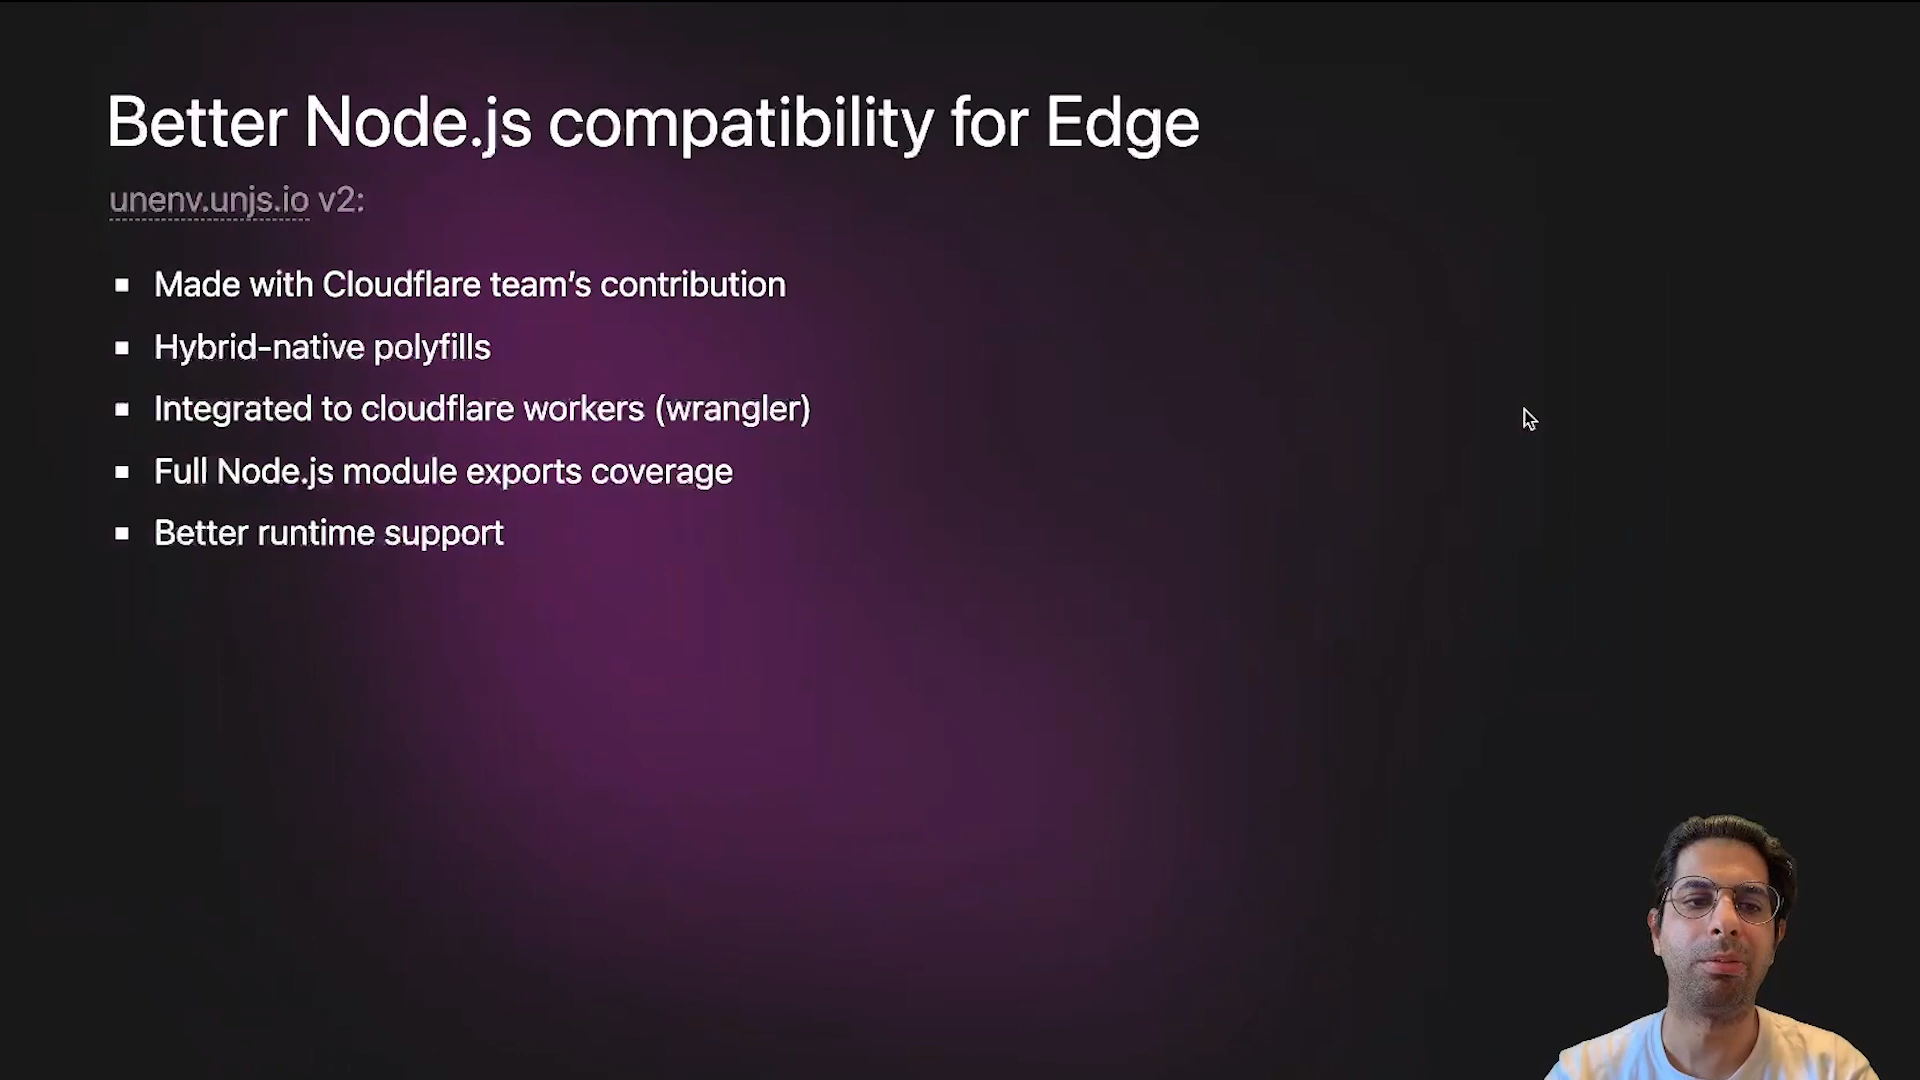 Better Node.js compatibility for Edge
unenv.unjs.io v2:
Made with Cloudflare team’s contribution
Hybrid-native polyfills
Integrated to cloudflare workers (wrangler)
Full Node.js module exports coverage
Better runtime support